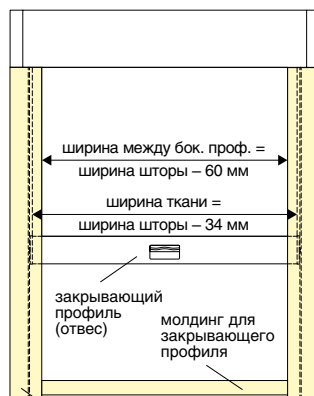 ширина между бок. проф. =
ширина шторы – 60 мм
ширина ткани =
ширина шторы – 34 мм
закрывающий
профиль
(отвес)
молдинг для
закрывающего
профиля